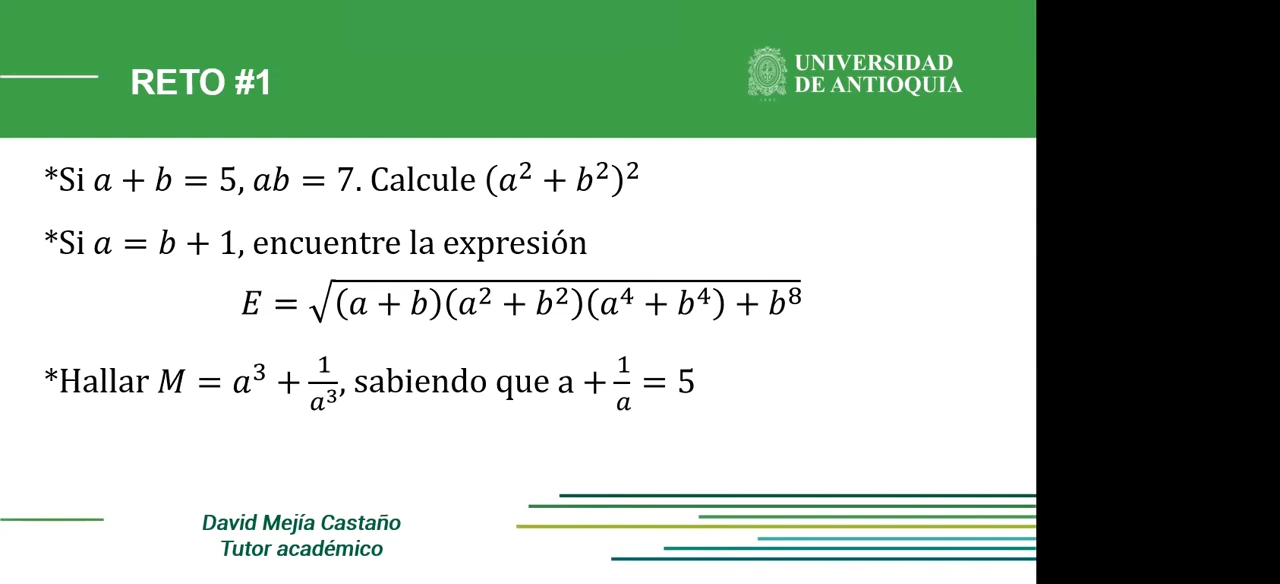 RETO #1
UNIVERSIDAD
DE ANTIOQUIA
*Si a + b = 5, ab = 7. Calcule (a² + b²)²
*Si a = b + 1, encuentre la expresión
E = √((a + b)(a² + b²)(a⁴ + b⁴) + b⁸)
*Hallar M = a³ + 1/a³, sabiendo que a + 1/a = 5
David Mejía Castaño
Tutor académico